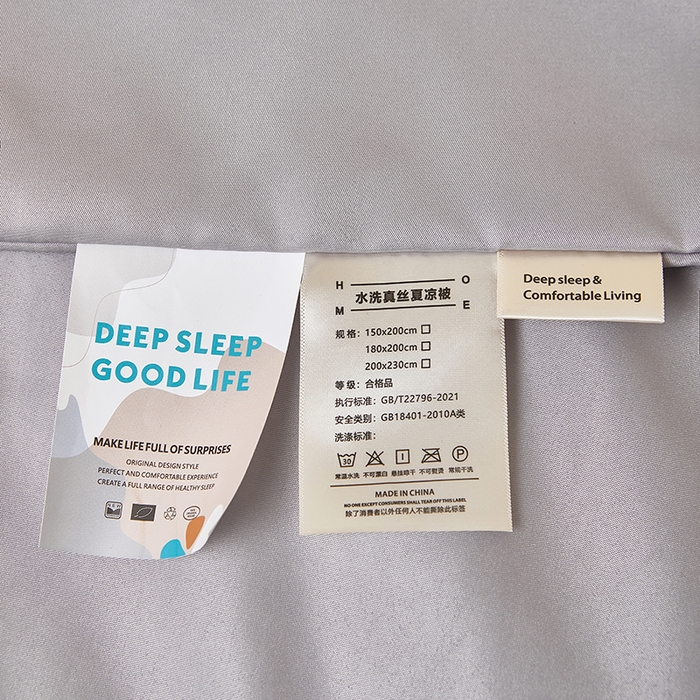 DEEP SLEEP
GOOD LIFE
MAKE LIFE FULL OF SURPRISES
ORIGINAL DESIGN STYLE
PERFECT AND COMFORTABLE EXPERIENCE
CREATE A FULL RANGE OF HEALTHY SLEEP
H O
水洗真丝夏凉被
M E
规格: 150x200cm
180x200cm
200x230cm
等级: 合格品
执行标准: GB/T22796-2021
安全类别: GB18401-2010A类
洗涤标准:
30 P
常温水洗 不可漂白 悬挂晾干 不可熨烫 常规干洗
MADE IN CHINA
NO ONE EXCEPT CONSUMERS SHALL TEAR OFF THIS LABEL
除了消费者以外任何人不能撕除此标签
Deep sleep &
Comfortable Living